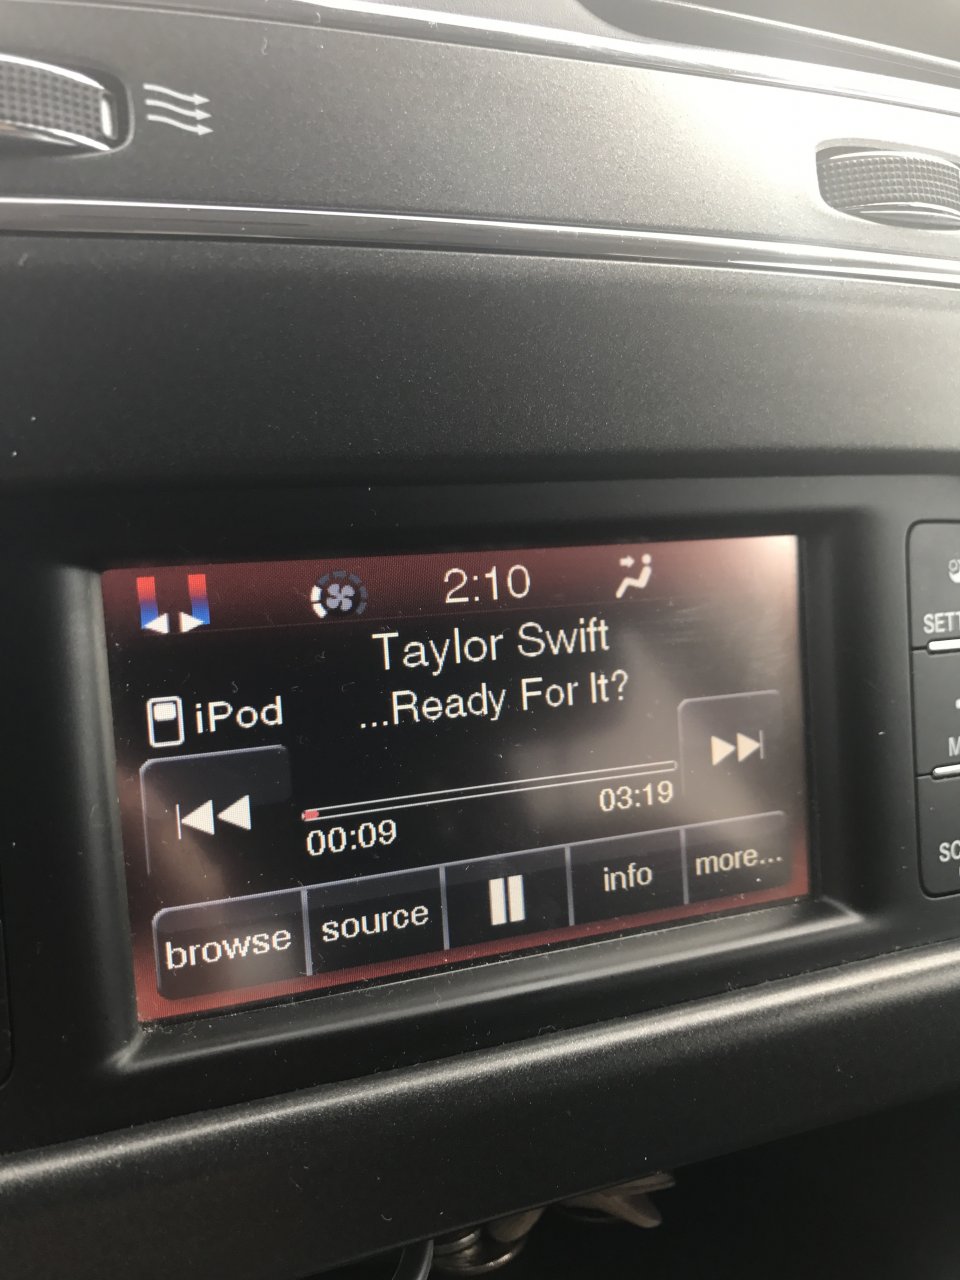 2:10
Taylor Swift
iPod
...Ready For It?
00:09
03:19
browse
source
info
more...